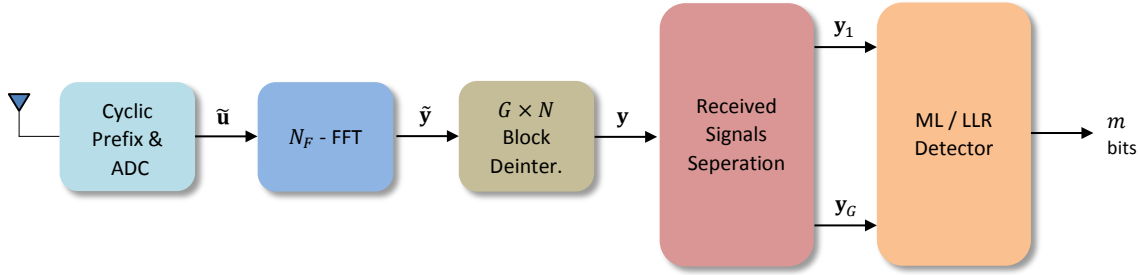 Cyclic
Prefix &
ADC
ũ
N_F - FFT
ỹ
G × N
Block
Deinter.
y
Received
Signals
Seperation
y_1
y_G
ML / LLR
Detector
m
bits